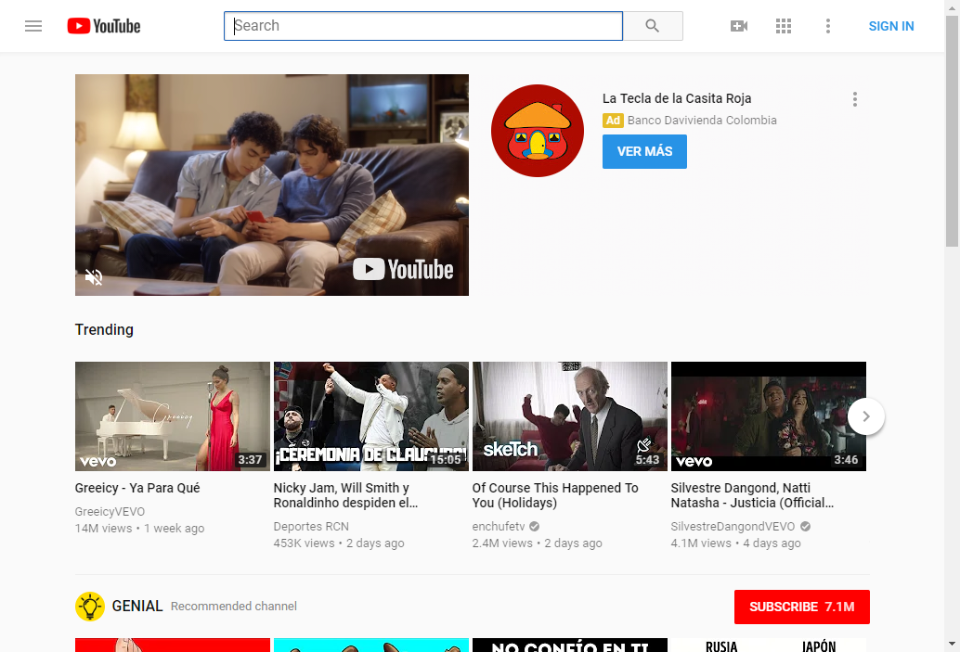 YouTube
Search
SIGN IN
YouTube
La Tecla de la Casita Roja
Ad Banco Davivienda Colombia
VER MÁS
Trending
Greeicy
vevo
3:37
¡CEREMONIA DE CLAUSURA!
15:05
sKeTch
5:43
vevo
3:46
Greeicy - Ya Para Qué
GreeicyVEVO
14M views • 1 week ago
Nicky Jam, Will Smith y
Ronaldinho despiden el...
Deportes RCN
453K views • 2 days ago
Of Course This Happened To
You (Holidays)
enchufetv
2.4M views • 2 days ago
Silvestre Dangond, Natti
Natasha - Justicia (Official...
SilvestreDangondVEVO
4.1M views • 4 days ago
GENIAL Recommended channel
SUBSCRIBE 7.1M
NO CONFÍO EN TI
RUSIA
JAPÓN